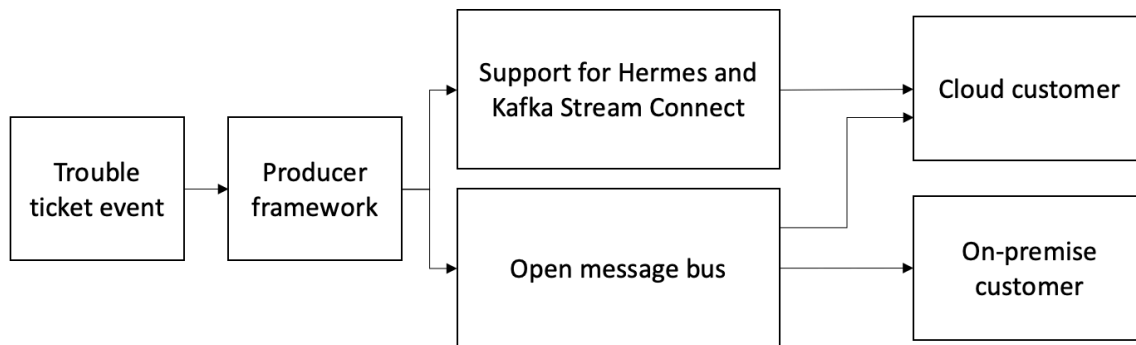 Trouble
ticket event
Producer
framework
Support for Hermes and
Kafka Stream Connect
Open message bus
Cloud customer
On-premise
customer